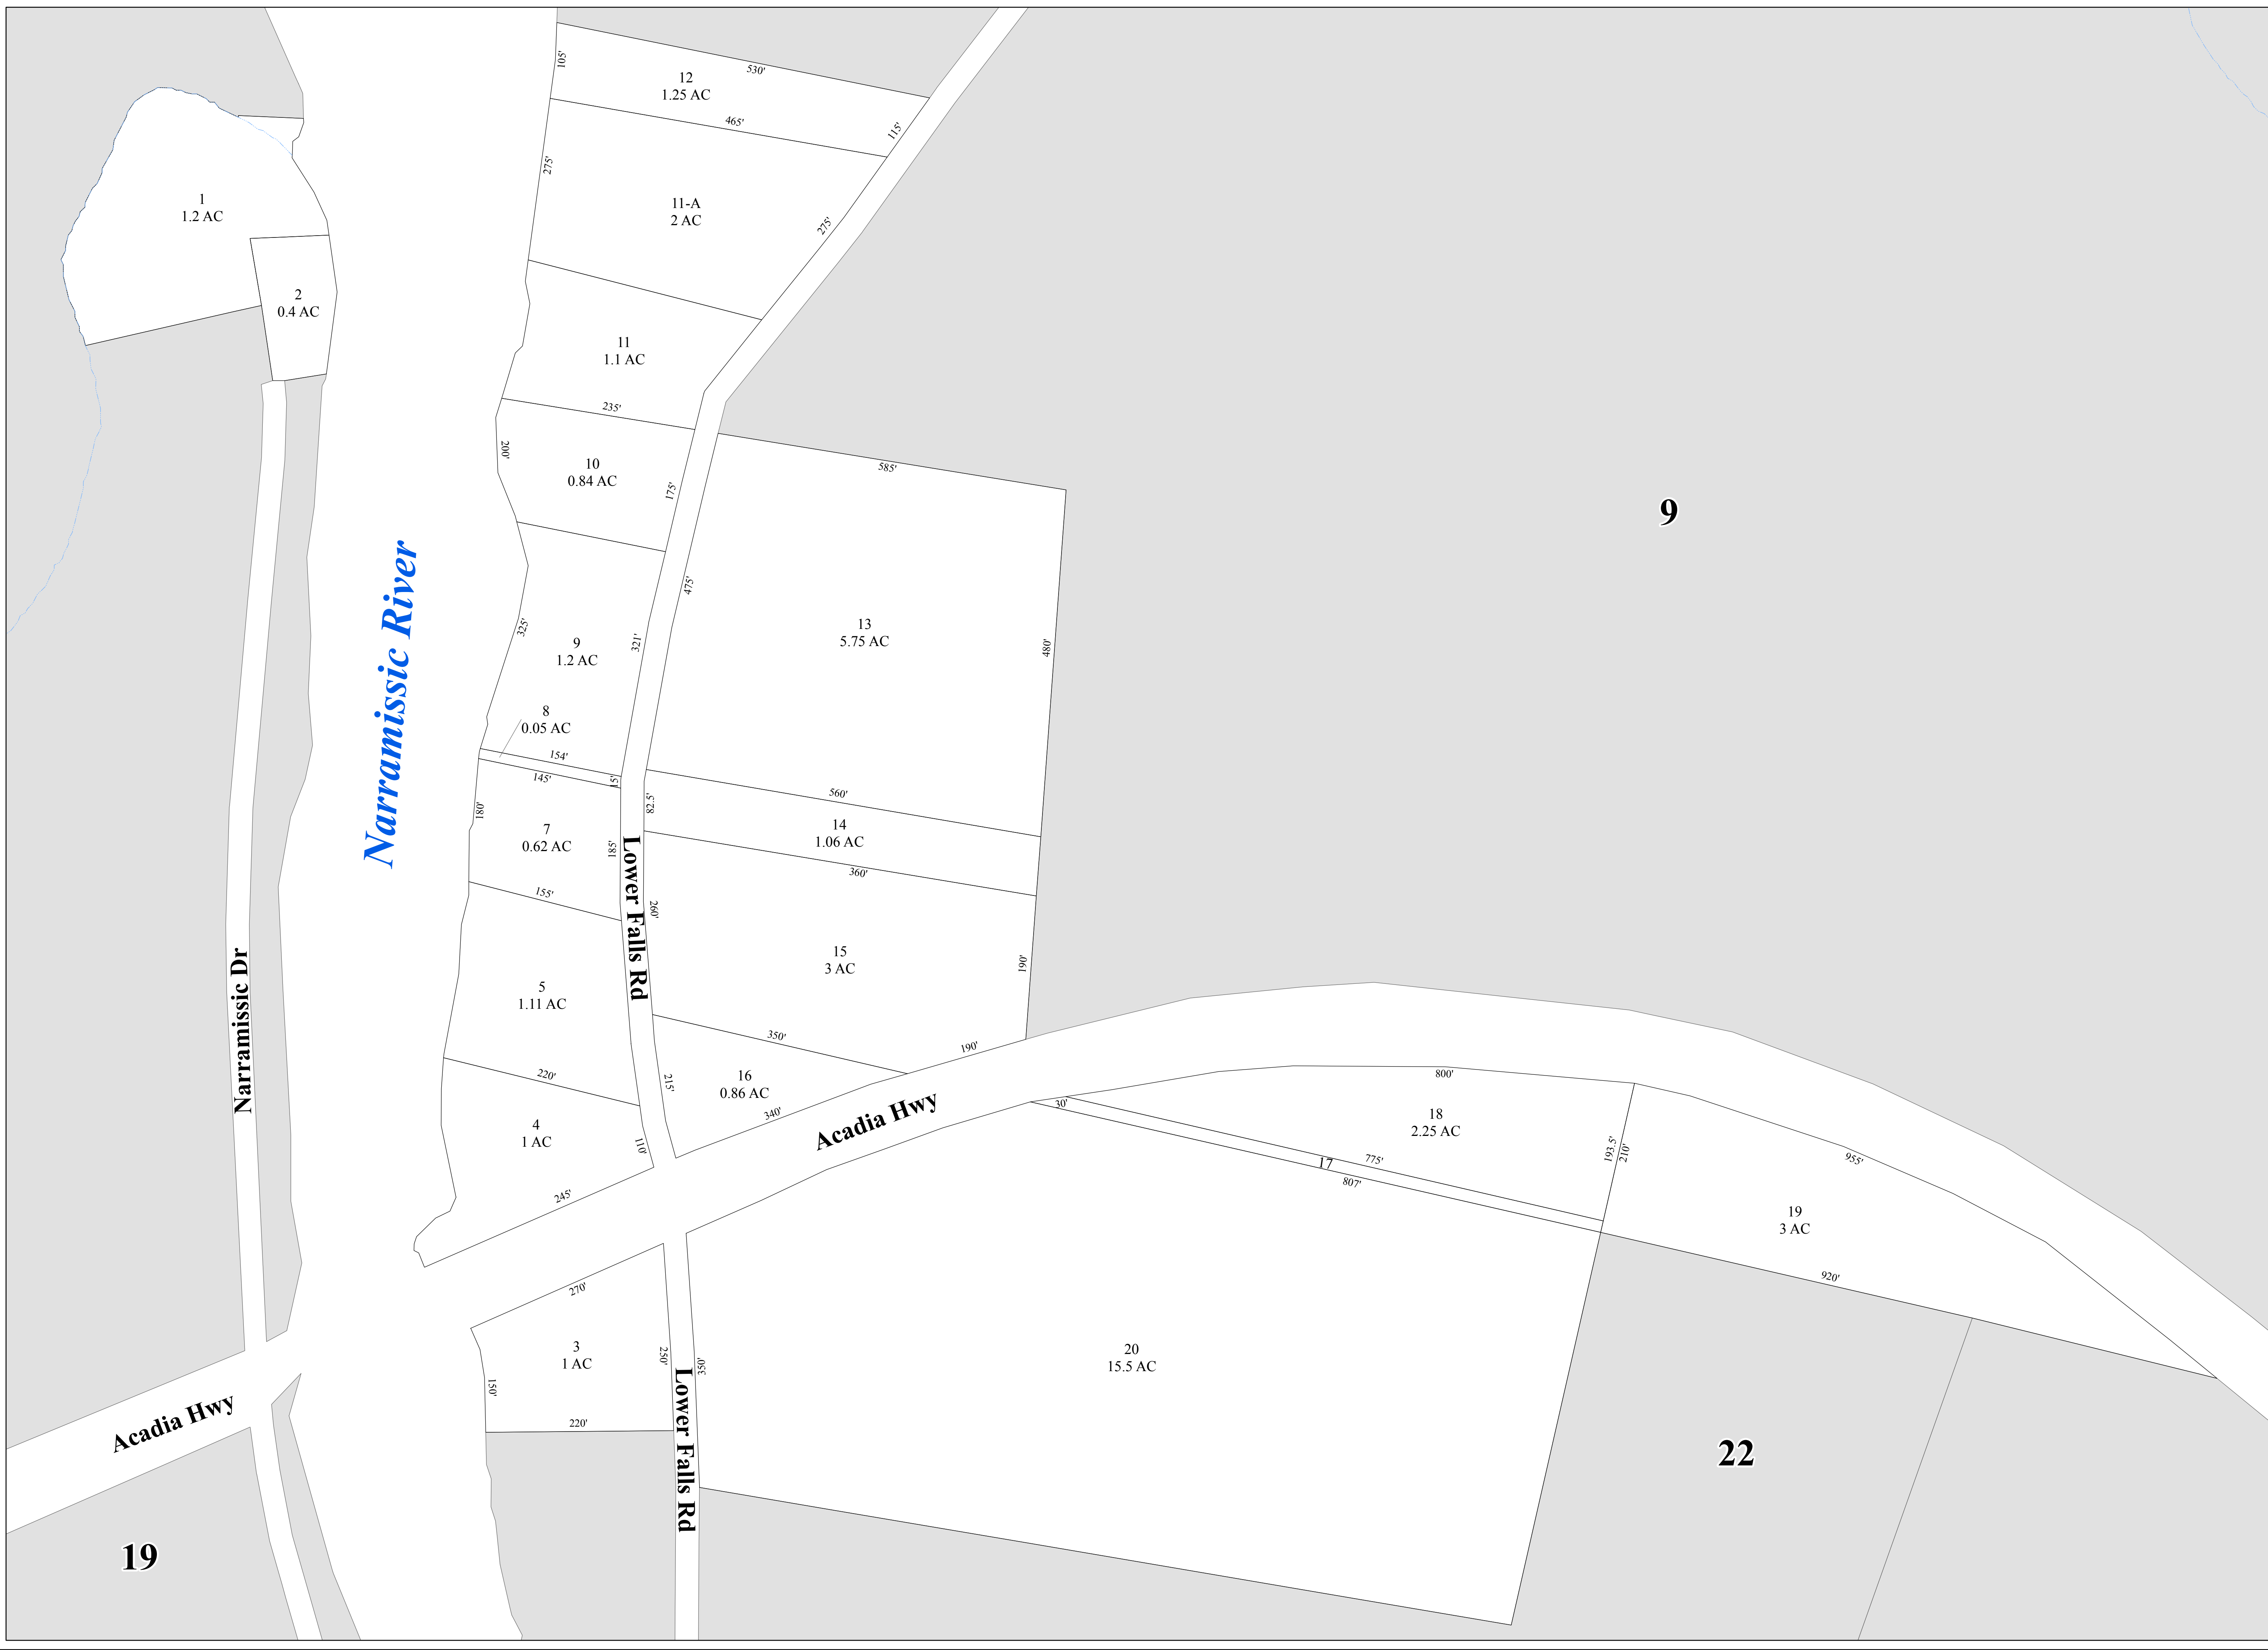 105'
530'
12
1.25 AC
465'
115'
275'
11-A
2 AC
275'
1
1.2 AC
2
0.4 AC
11
1.1 AC
235'
200'
10
0.84 AC
175'
585'
9
475'
13
5.75 AC
480'
325'
321'
9
1.2 AC
8
0.05 AC
154'
145'
15'
Narramissic River
180'
7
0.62 AC
185'
82.5'
560'
14
1.06 AC
360'
155'
Lower Falls Rd
260'
15
3 AC
190'
5
1.11 AC
Narramissic Dr
350'
190'
220'
215'
16
0.86 AC
340'
4
1 AC
110'
245'
Acadia Hwy
30'
800'
18
2.25 AC
193.5'
210'
955'
17
775'
807'
19
3 AC
920'
270'
3
1 AC
250'
350'
150'
220'
20
15.5 AC
Lower Falls Rd
Acadia Hwy
22
19